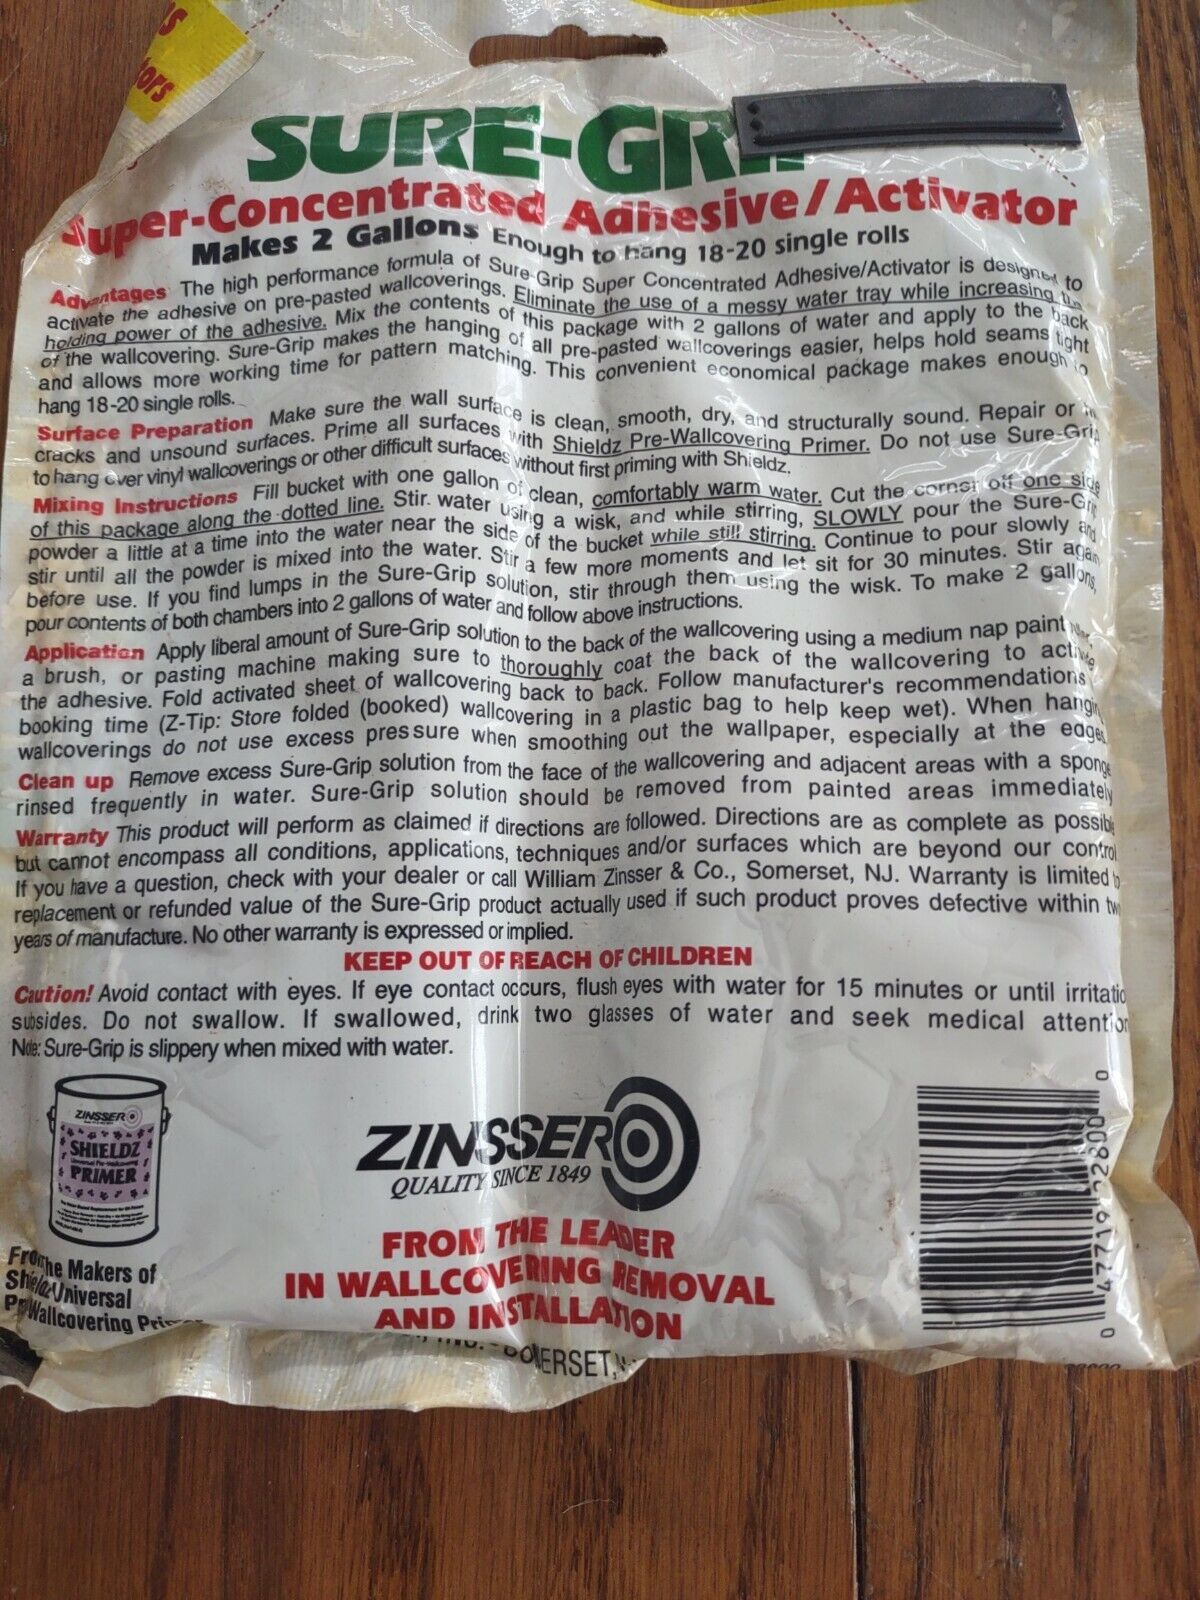 ors
SURE-GRI
Super-Concentrated Adhesive/Activator
Makes 2 Gallons Enough to hang 18-20 single rolls
Advantages The high performance formula of Sure-Grip Super Concentrated Adhesive/Activator is designed to
activate the adhesive on pre-pasted wallcoverings. Eliminate the use of a messy water tray while increasing the
holding power of the adhesive. Mix the contents of this package with 2 gallons of water and apply to the back
of the wallcovering. Sure-Grip makes the hanging of all pre-pasted wallcoverings easier, helps hold seams tight
and allows more working time for pattern matching. This convenient economical package makes enough to
hang 18-20 single rolls.
Surface Preparation Make sure the wall surface is clean, smooth, dry, and structurally sound. Repair or
cracks and unsound surfaces. Prime all surfaces with Shieldz Pre-Wallcovering Primer. Do not use Sure-Grip
to hang over vinyl wallcoverings or other difficult surfaces without first priming with Shieldz.
Mixing Instructions Fill bucket with one gallon of clean, comfortably warm water. Cut the corner off one side
of this package along the dotted line. Stir water using a wisk, and while stirring, SLOWLY pour the Sure-Grip
powder a little at a time into the water near the side of the bucket while still stirring. Continue to pour slowly and
stir until all the powder is mixed into the water. Stir a few more moments and let sit for 30 minutes. Stir again
before use. If you find lumps in the Sure-Grip solution, stir through them using the wisk. To make 2 gallons,
pour contents of both chambers into 2 gallons of water and follow above instructions.
Application Apply liberal amount of Sure-Grip solution to the back of the wallcovering using a medium nap paint
a brush, or pasting machine making sure to thoroughly coat the back of the wallcovering to activate
the adhesive. Fold activated sheet of wallcovering back to back. Follow manufacturer's recommendations
booking time (Z-Tip: Store folded (booked) wallcovering in a plastic bag to help keep wet). When hanging
wallcoverings do not use excess pressure when smoothing out the wallpaper, especially at the edges.
Clean up Remove excess Sure-Grip solution from the face of the wallcovering and adjacent areas with a sponge
rinsed frequently in water. Sure-Grip solution should be removed from painted areas immediately
Warranty This product will perform as claimed if directions are followed. Directions are as complete as possible
but cannot encompass all conditions, applications, techniques and/or surfaces which are beyond our control
If you have a question, check with your dealer or call William Zinsser & Co., Somerset, NJ. Warranty is limited to
replacement or refunded value of the Sure-Grip product actually used if such product proves defective within two
years of manufacture. No other warranty is expressed or implied.
KEEP OUT OF REACH OF CHILDREN
Caution! Avoid contact with eyes. If eye contact occurs, flush eyes with water for 15 minutes or until irritatio
subsides. Do not swallow. If swallowed, drink two glasses of water and seek medical attention
Note: Sure-Grip is slippery when mixed with water.
ZINSSER
SHIELDZ
Universal Pre-Wallcovering
PRIMER
From the Makers of
Shieldz Universal
Pre-Wallcovering Primer
ZINSSER
QUALITY SINCE 1849
FROM THE LEADER
IN WALLCOVERING REMOVAL
AND INSTALLATION
INC. - SOMERSET, N
0 47719 22800 0